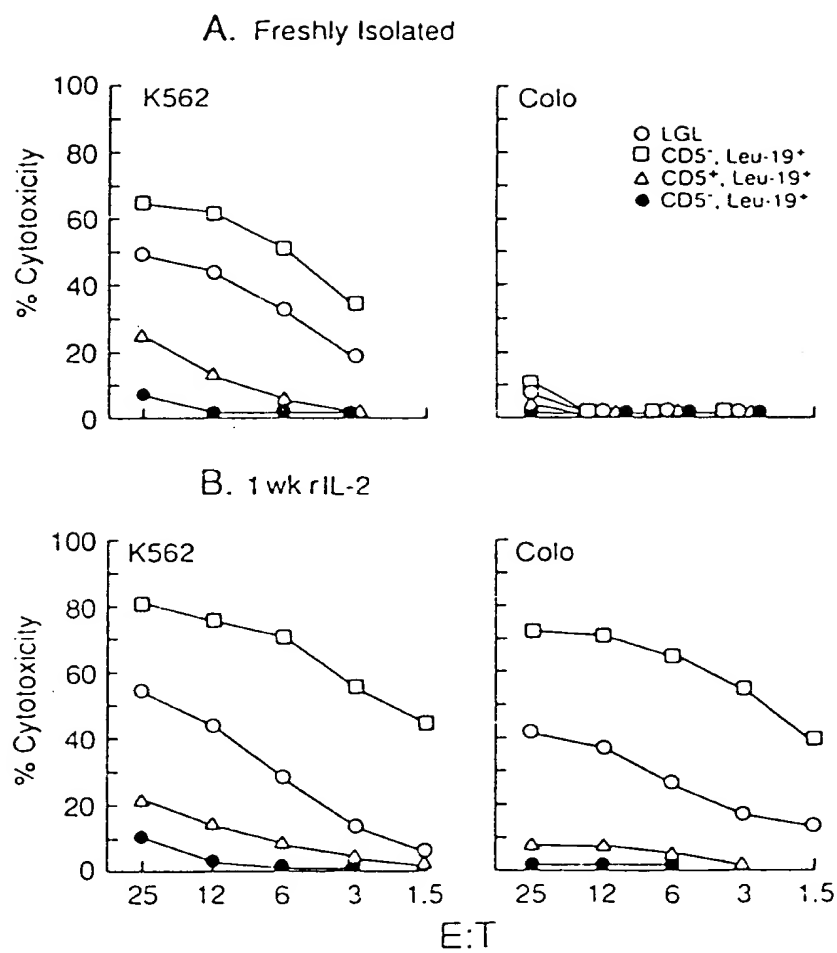 A. Freshly Isolated
K562
Colo
LGL
CD5⁻, Leu-19⁺
CD5⁺, Leu-19⁺
CD5⁻, Leu-19⁺
% Cytotoxicity
100
80
60
40
20
0
B. 1 wk rIL-2
K562
Colo
% Cytotoxicity
100
80
60
40
20
0
25 12 6 3 1.5
25 12 6 3 1.5
E:T